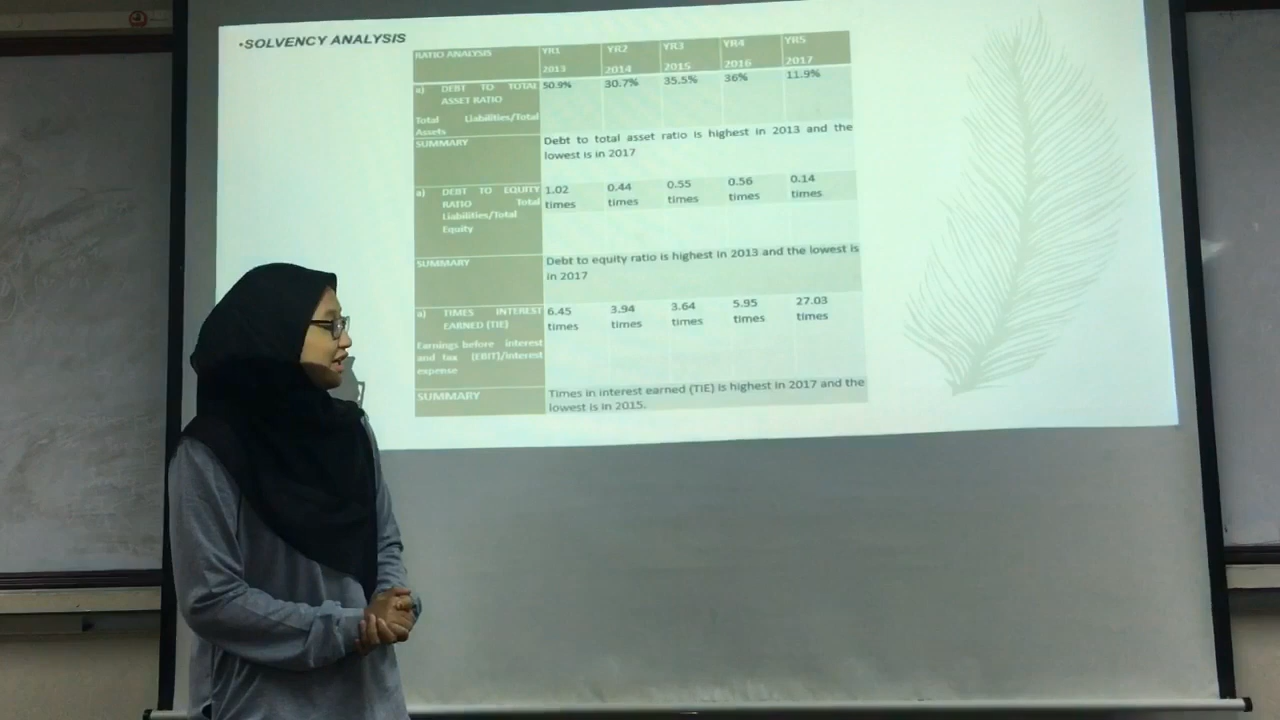 •SOLVENCY ANALYSIS
RATIO ANALYSIS YR1 YR2 YR3 YR4 YR5
2013 2014 2015 2016 2017
a) DEBT TO TOTAL 50.9% 30.7% 35.5% 36% 11.9%
ASSET RATIO
Total Liabilities/Total
Assets
SUMMARY Debt to total asset ratio is highest in 2013 and the
lowest is in 2017
a) DEBT TO EQUITY 1.02 0.44 0.55 0.56 0.14
RATIO Total times times times times times
Liabilities/Total
Equity
SUMMARY Debt to equity ratio is highest in 2013 and the lowest is
in 2017
a) TIMES INTEREST 6.45 3.94 3.64 5.95 27.03
EARNED (TIE) times times times times times
Earnings before interest
and tax (EBIT)/interest
expense
SUMMARY Times in interest earned (TIE) is highest in 2017 and the
lowest is in 2015.